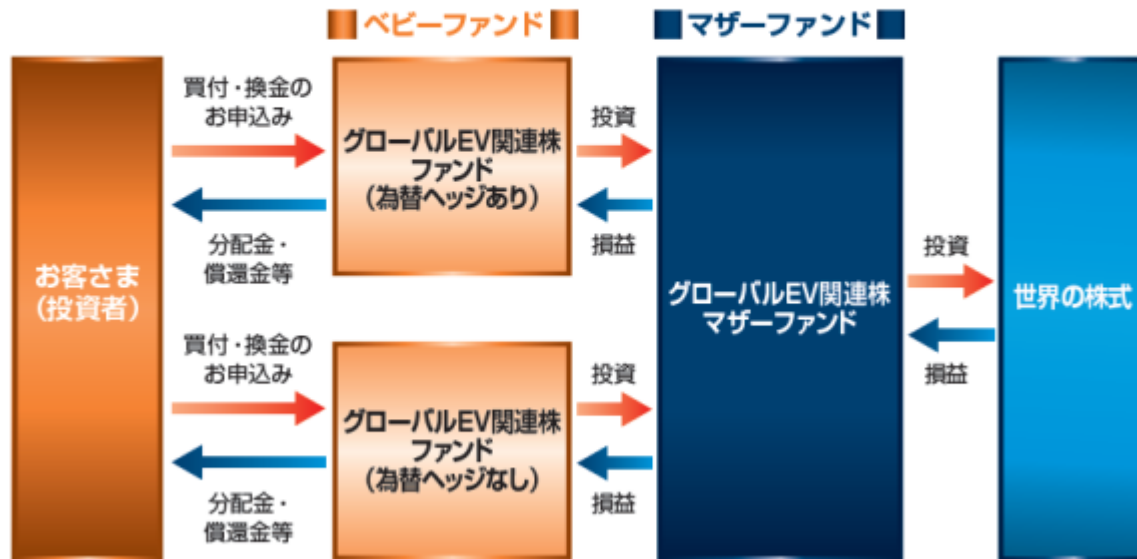 ベビーファンド
マザーファンド
お客さま
(投資者)
買付・換金の
お申込み
分配金・
償還金等
グローバルEV関連株
ファンド
(為替ヘッジあり)
投資
損益
買付・換金の
お申込み
分配金・
償還金等
グローバルEV関連株
ファンド
(為替ヘッジなし)
投資
損益
グローバルEV関連株
マザーファンド
投資
損益
世界の株式